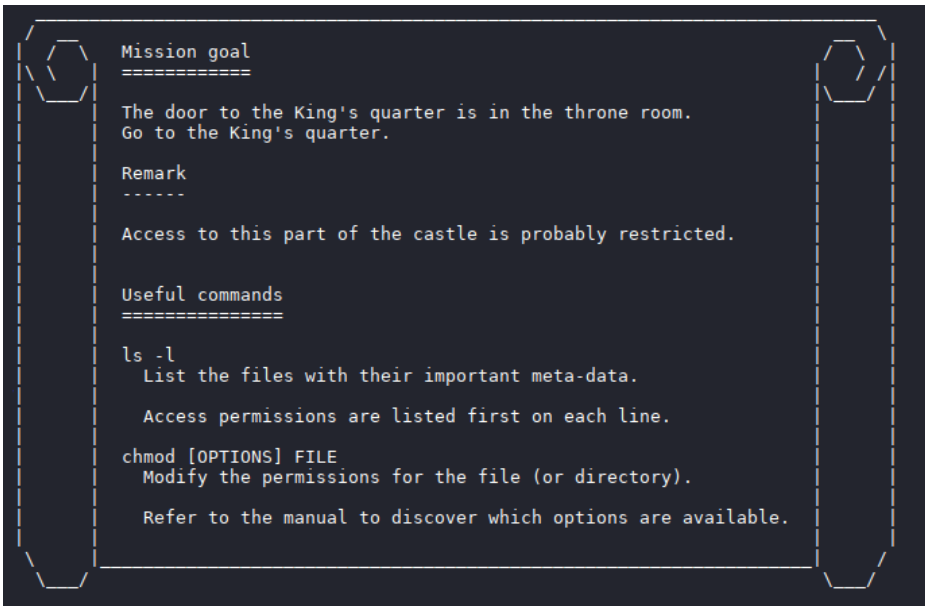 Mission goal
============
The door to the King's quarter is in the throne room.
Go to the King's quarter.
Remark
------
Access to this part of the castle is probably restricted.
Useful commands
===============
ls -l
List the files with their important meta-data.
Access permissions are listed first on each line.
chmod [OPTIONS] FILE
Modify the permissions for the file (or directory).
Refer to the manual to discover which options are available.